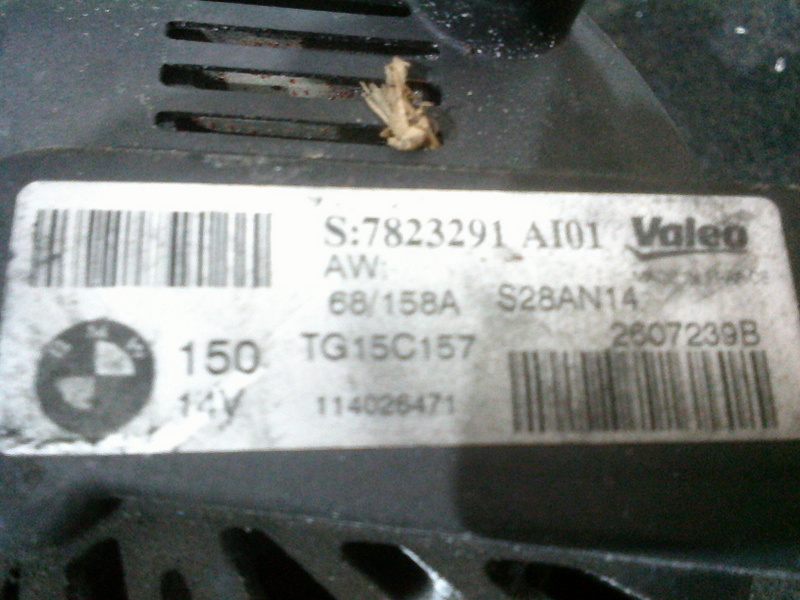 S:7823291 AI01 Valeo
AW:
68/158A S28AN14
150 TG15C157 2607239B
14V 114026471